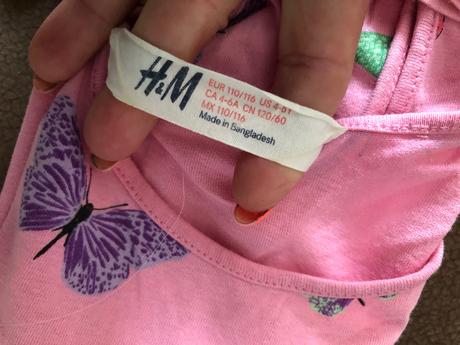 H&M
EUR 110/116 US 4-6Y
CA 4-6A CN 120/60
MX 110/116
Made in Bangladesh